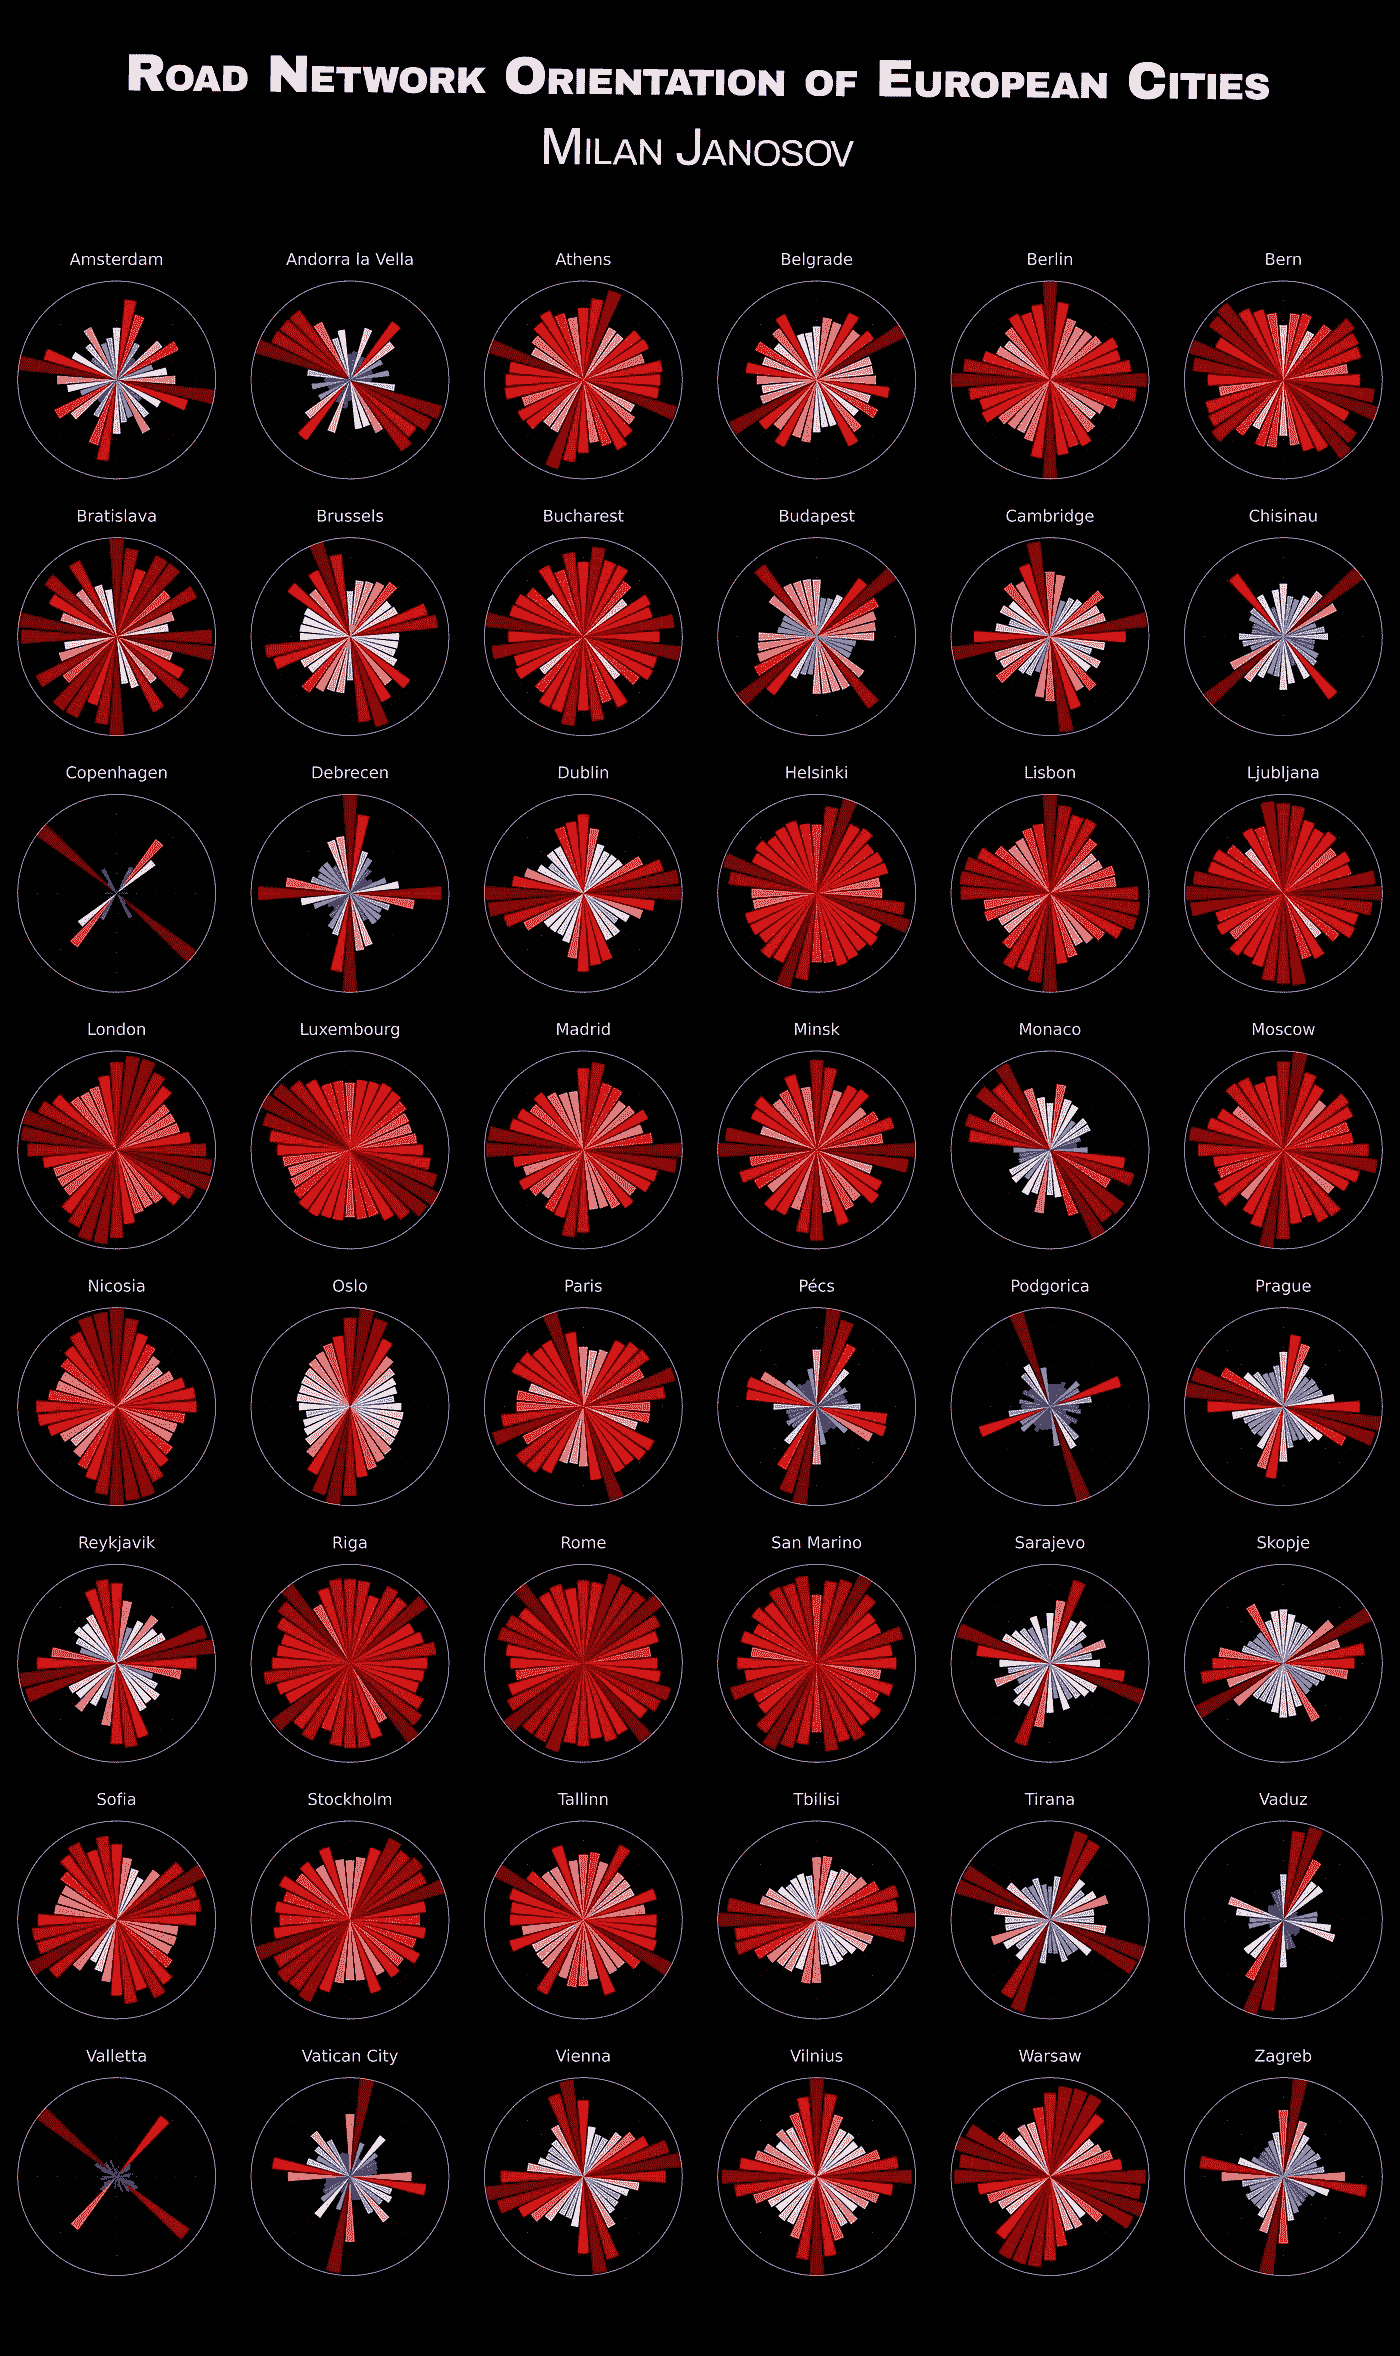 Road Network Orientation of European Cities
Milan Janosov
Amsterdam Andorra la Vella Athens Belgrade Berlin Bern
Bratislava Brussels Bucharest Budapest Cambridge Chisinau
Copenhagen Debrecen Dublin Helsinki Lisbon Ljubljana
London Luxembourg Madrid Minsk Monaco Moscow
Nicosia Oslo Paris Pécs Podgorica Prague
Reykjavik Riga Rome San Marino Sarajevo Skopje
Sofia Stockholm Tallinn Tbilisi Tirana Vaduz
Valletta Vatican City Vienna Vilnius Warsaw Zagreb